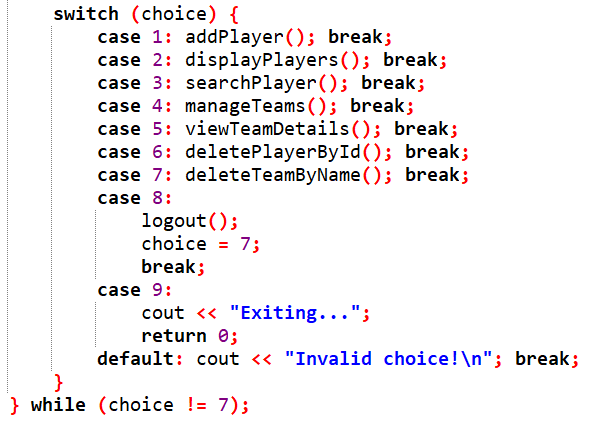 switch (choice) {
case 1: addPlayer(); break;
case 2: displayPlayers(); break;
case 3: searchPlayer(); break;
case 4: manageTeams(); break;
case 5: viewTeamDetails(); break;
case 6: deletePlayerById(); break;
case 7: deleteTeamByName(); break;
case 8:
logout();
choice = 7;
break;
case 9:
cout << "Exiting...";
return 0;
default: cout << "Invalid choice!\n"; break;
}
} while (choice != 7);